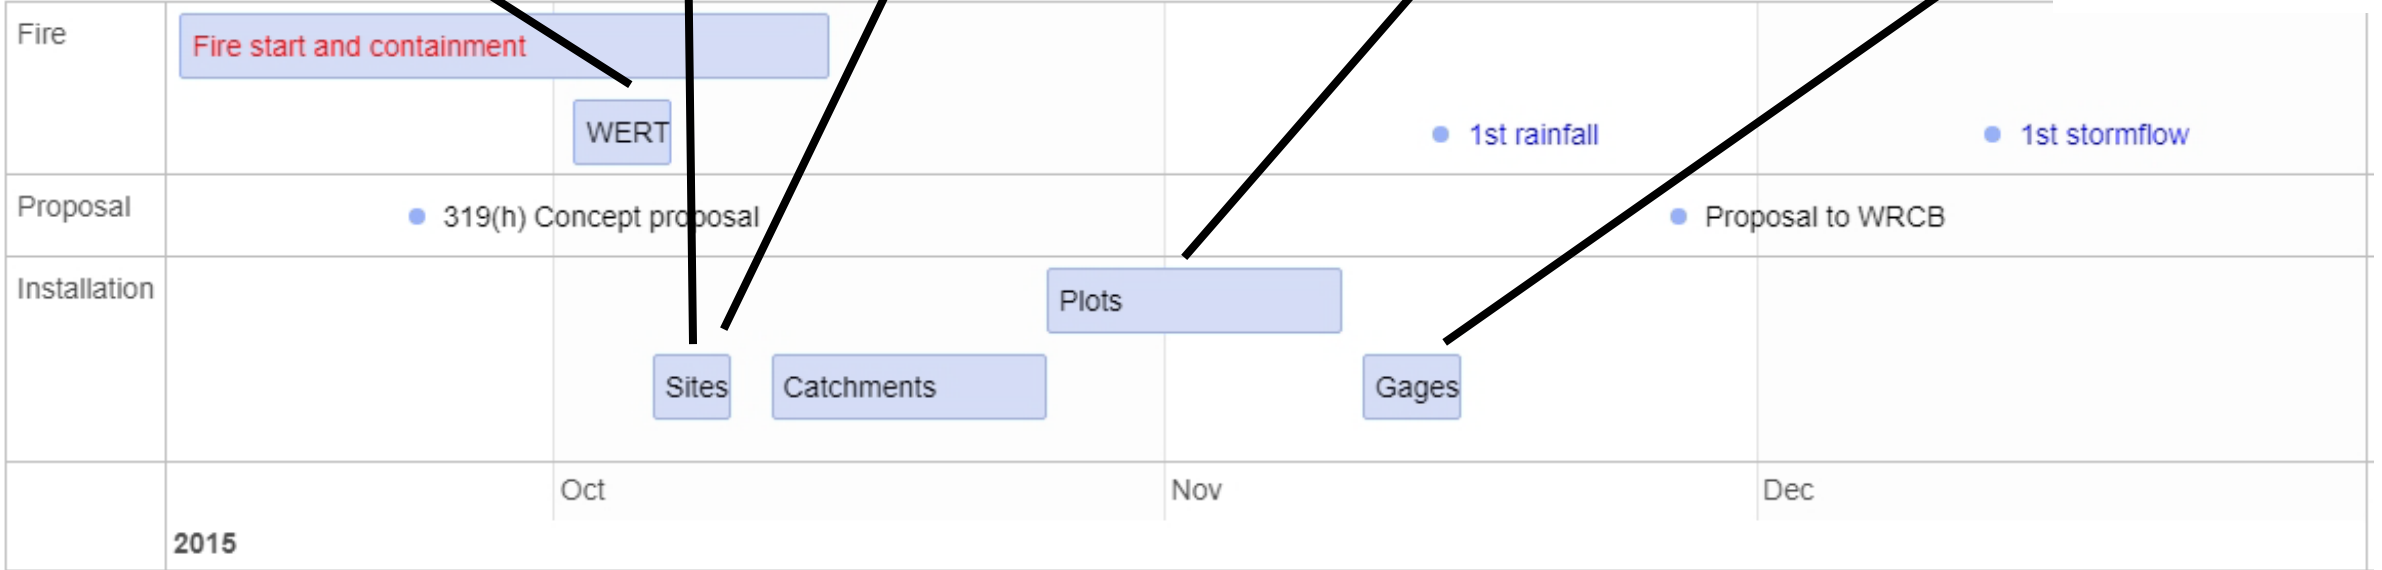 Fire
Fire start and containment
WERT
1st rainfall
1st stormflow
Proposal
319(h) Concept proposal
Proposal to WRCB
Installation
Plots
Sites
Catchments
Gages
Oct
Nov
Dec
2015